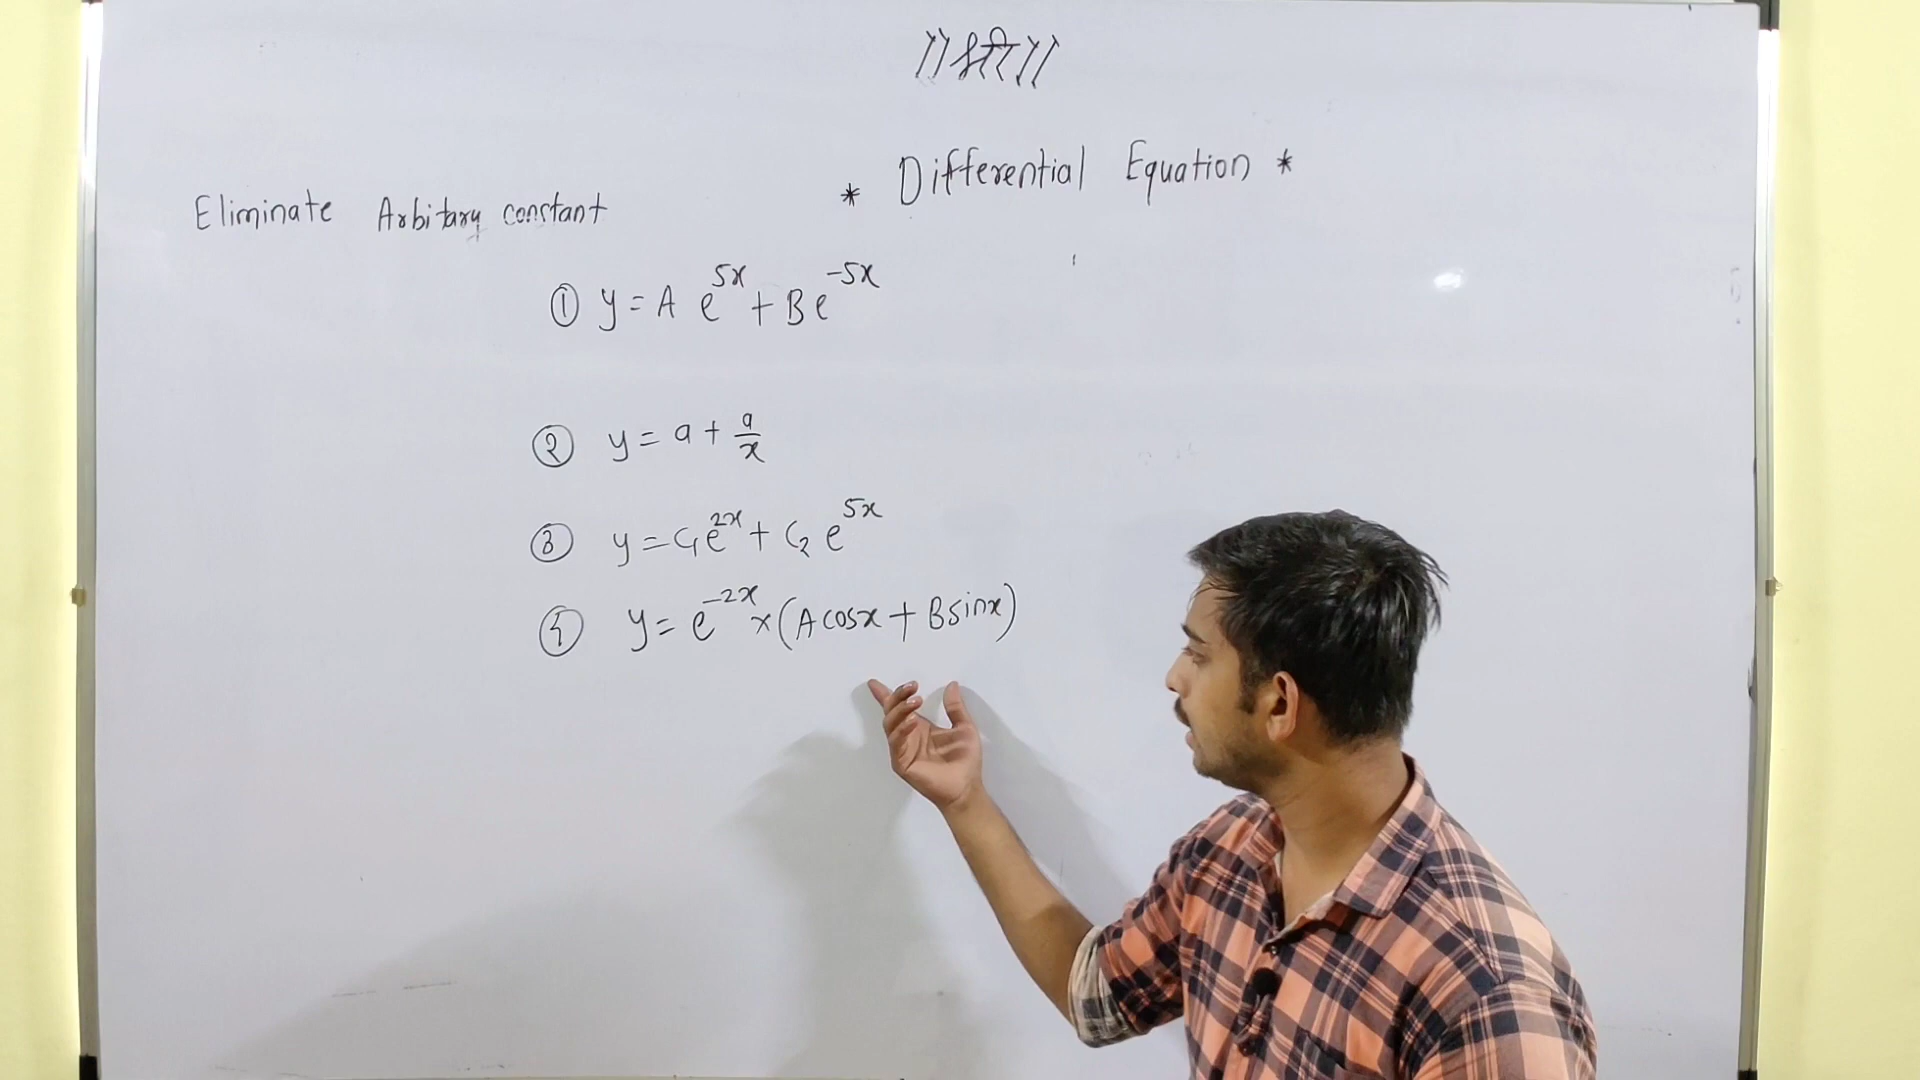 ॥ श्री ॥
* Differential Equation *
Eliminate Arbitary constant
① y = A e^5x + B e^-5x
② y = a + a/x
③ y = C₁e^2x + C₂ e^5x
④ y = e^-2x × (A cosx + B sinx)